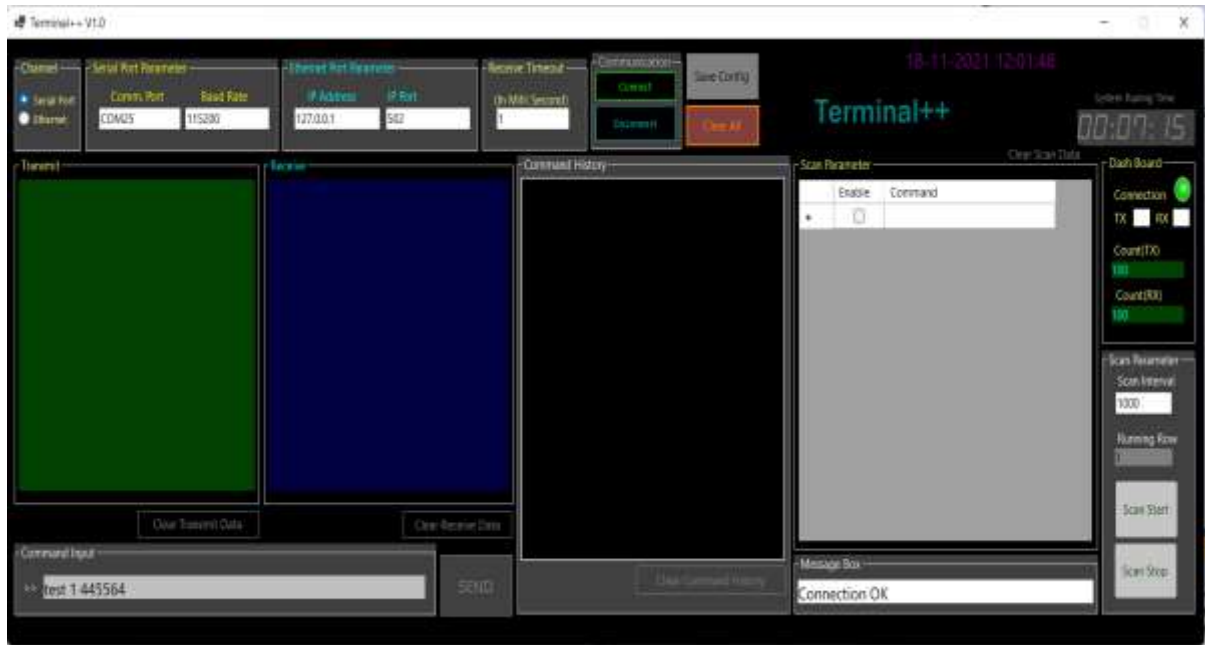 Terminal++ V1.0
Channel
Serial Port
Ethernet
Serial Port Parameter
Comm. Port Baud Rate
COM25 115200
Ethernet Port Parameter
IP Address IP Port
127.0.0.1 502
Receive Timeout
(In Milli Second)
1
Communication
Connect
Disconnect
Save Config
Clear All
18-11-2021 12:01:48
Terminal++
System Runing Time
00:07:15
Clear Scan Data
Transmit
Receive
Command History
Scan Parameter
Enable Command
Dash Board
Connection
TX RX
Count(TX)
100
Count(RX)
100
Scan Parameter
Scan Interval
1000
Running Row
Scan Start
Scan Stop
Clear Transmit Data
Clear Receive Data
Command Input
>> test 1 445564
SEND
Clear Command History
Message Box
Connection OK